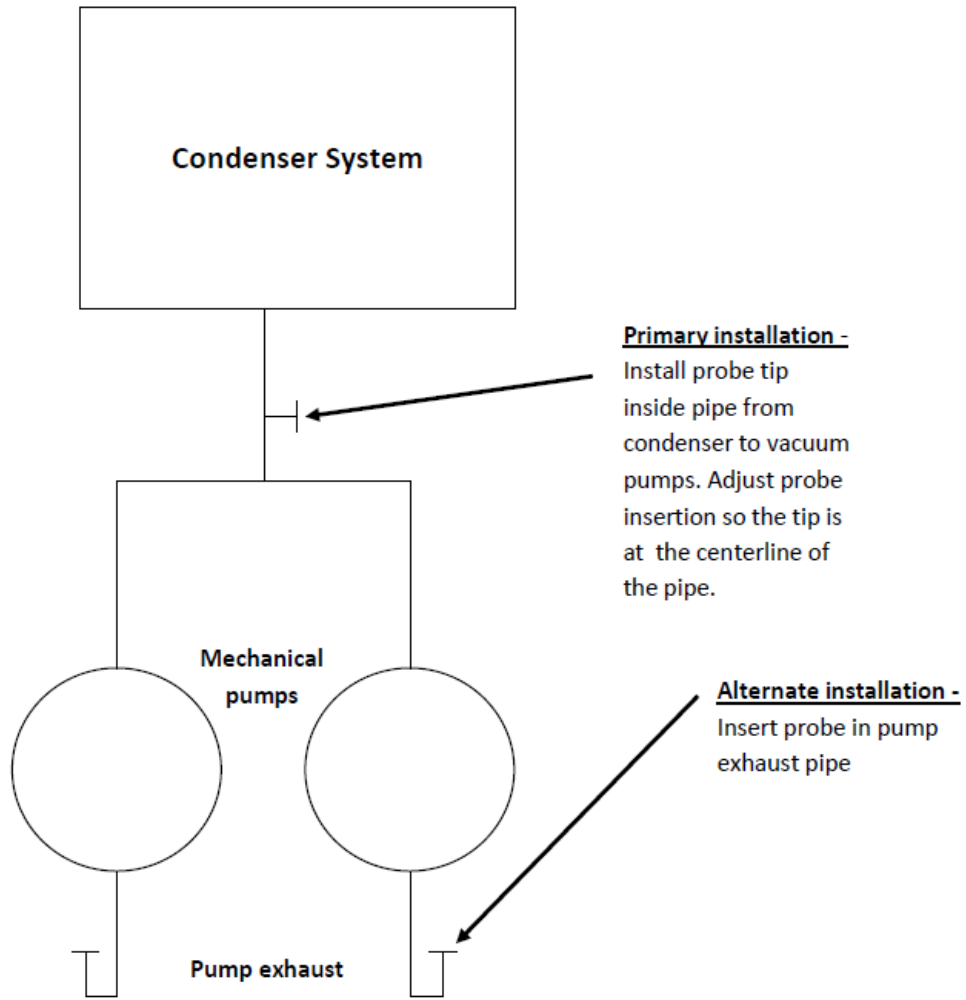 Condenser System
Primary installation -
Install probe tip
inside pipe from
condenser to vacuum
pumps. Adjust probe
insertion so the tip is
at the centerline of
the pipe.
Mechanical
pumps
Alternate installation -
Insert probe in pump
exhaust pipe
Pump exhaust